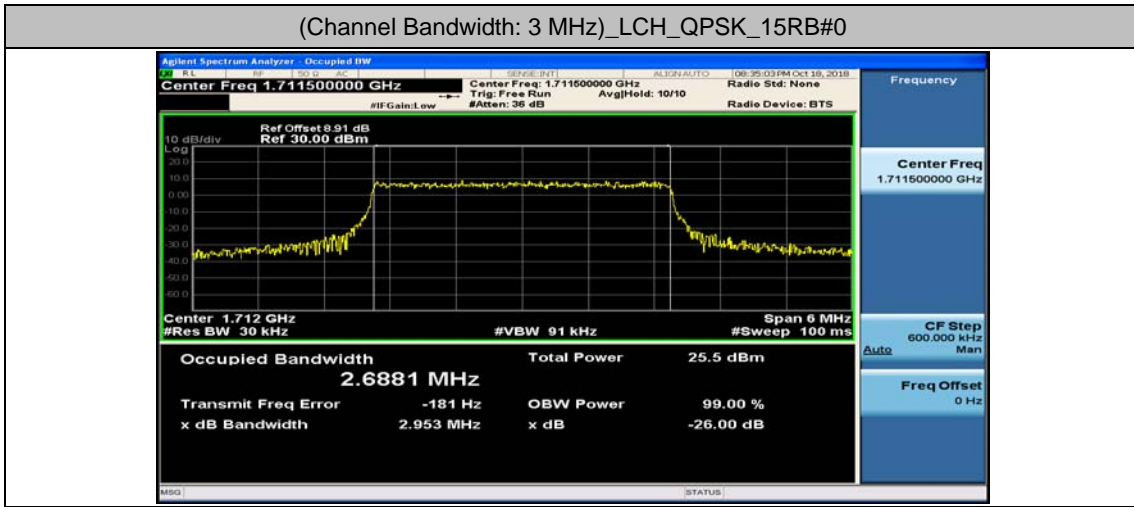 (Channel Bandwidth: 3 MHz)_LCH_QPSK_15RB#0
Agilent Spectrum Analyzer - Occupied BW
LXI RL RF 50 Ω AC SENSE:INT ALIGN AUTO 08:35:03 PM Oct 18, 2018
Center Freq 1.711500000 GHz
Center Freq: 1.711500000 GHz Radio Std: None
Trig: Free Run Avg|Hold: 10/10
#IFGain:Low #Atten: 36 dB Radio Device: BTS
Frequency
Ref Offset 8.91 dB
10 dB/div Ref 30.00 dBm
Log
20.0
10.0
0.00
-10.0
-20.0
-30.0
-40.0
-50.0
-60.0
Center 1.712 GHz Span 6 MHz
#Res BW 30 kHz #VBW 91 kHz #Sweep 100 ms
Occupied Bandwidth Total Power 25.5 dBm
2.6881 MHz
Transmit Freq Error -181 Hz OBW Power 99.00 %
x dB Bandwidth 2.953 MHz x dB -26.00 dB
Center Freq
1.711500000 GHz
CF Step
600.000 kHz
Auto Man
Freq Offset
0 Hz
MSG STATUS